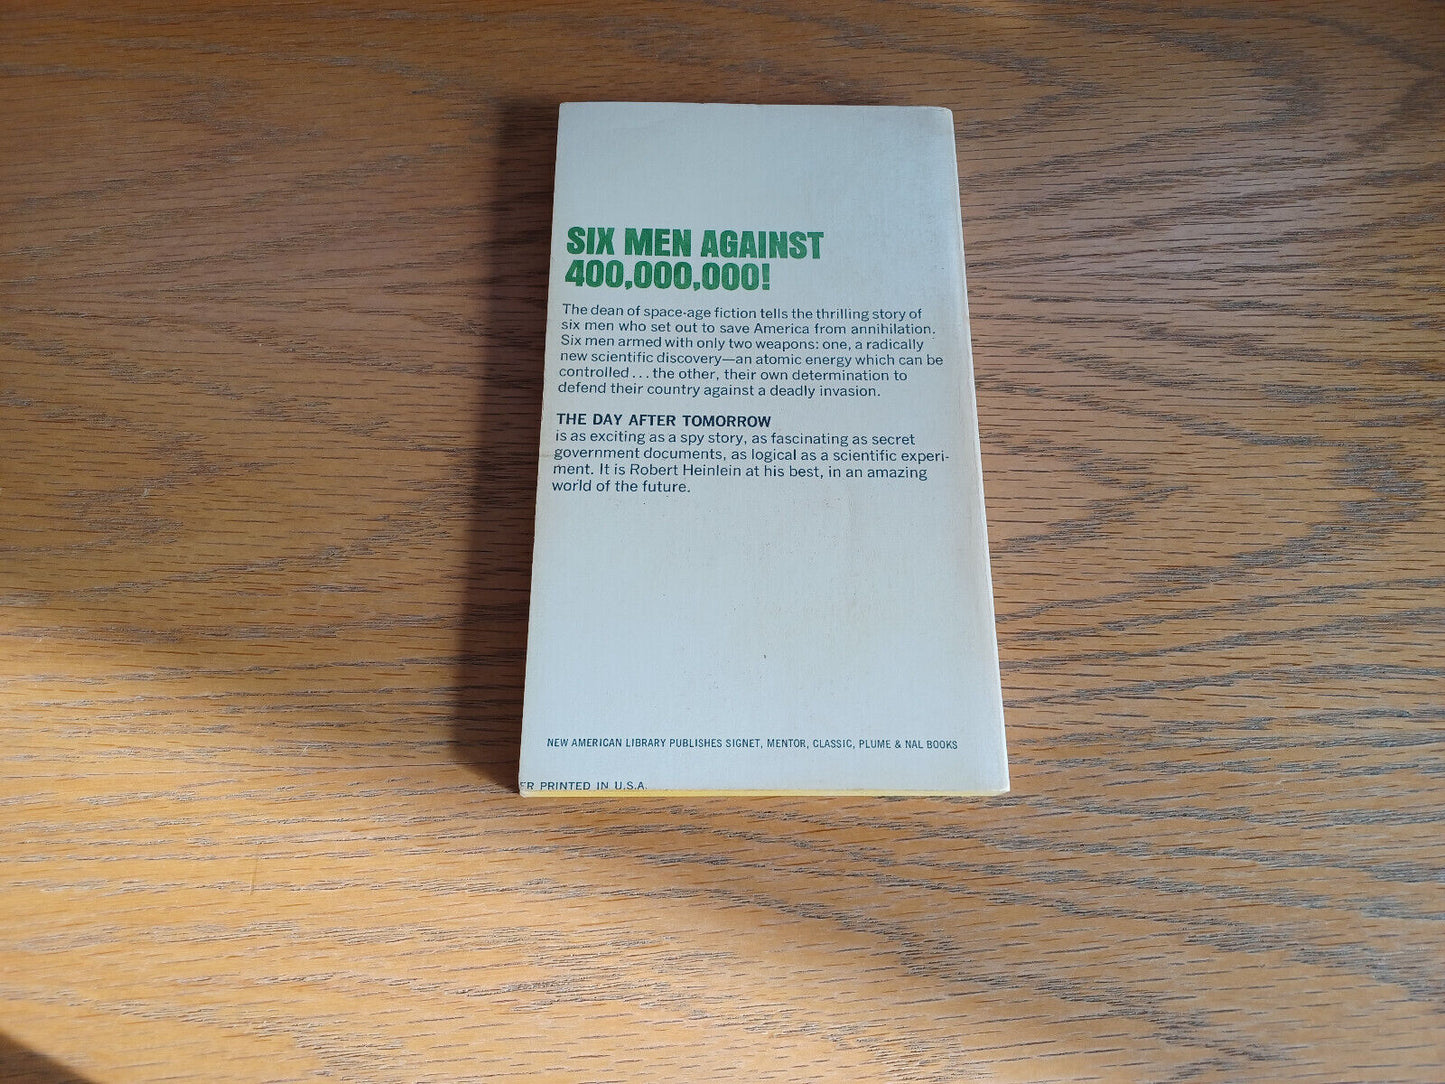 SIX MEN AGAINST
400,000,000!
The dean of space-age fiction tells the thrilling story of
six men who set out to save America from annihilation.
Six men armed with only two weapons: one, a radically
new scientific discovery—an atomic energy which can be
controlled... the other, their own determination to
defend their country against a deadly invasion.
THE DAY AFTER TOMORROW
is as exciting as a spy story, as fascinating as secret
government documents, as logical as a scientific experi-
ment. It is Robert Heinlein at his best, in an amazing
world of the future.
NEW AMERICAN LIBRARY PUBLISHES SIGNET, MENTOR, CLASSIC, PLUME & NAL BOOKS
ER PRINTED IN U.S.A.